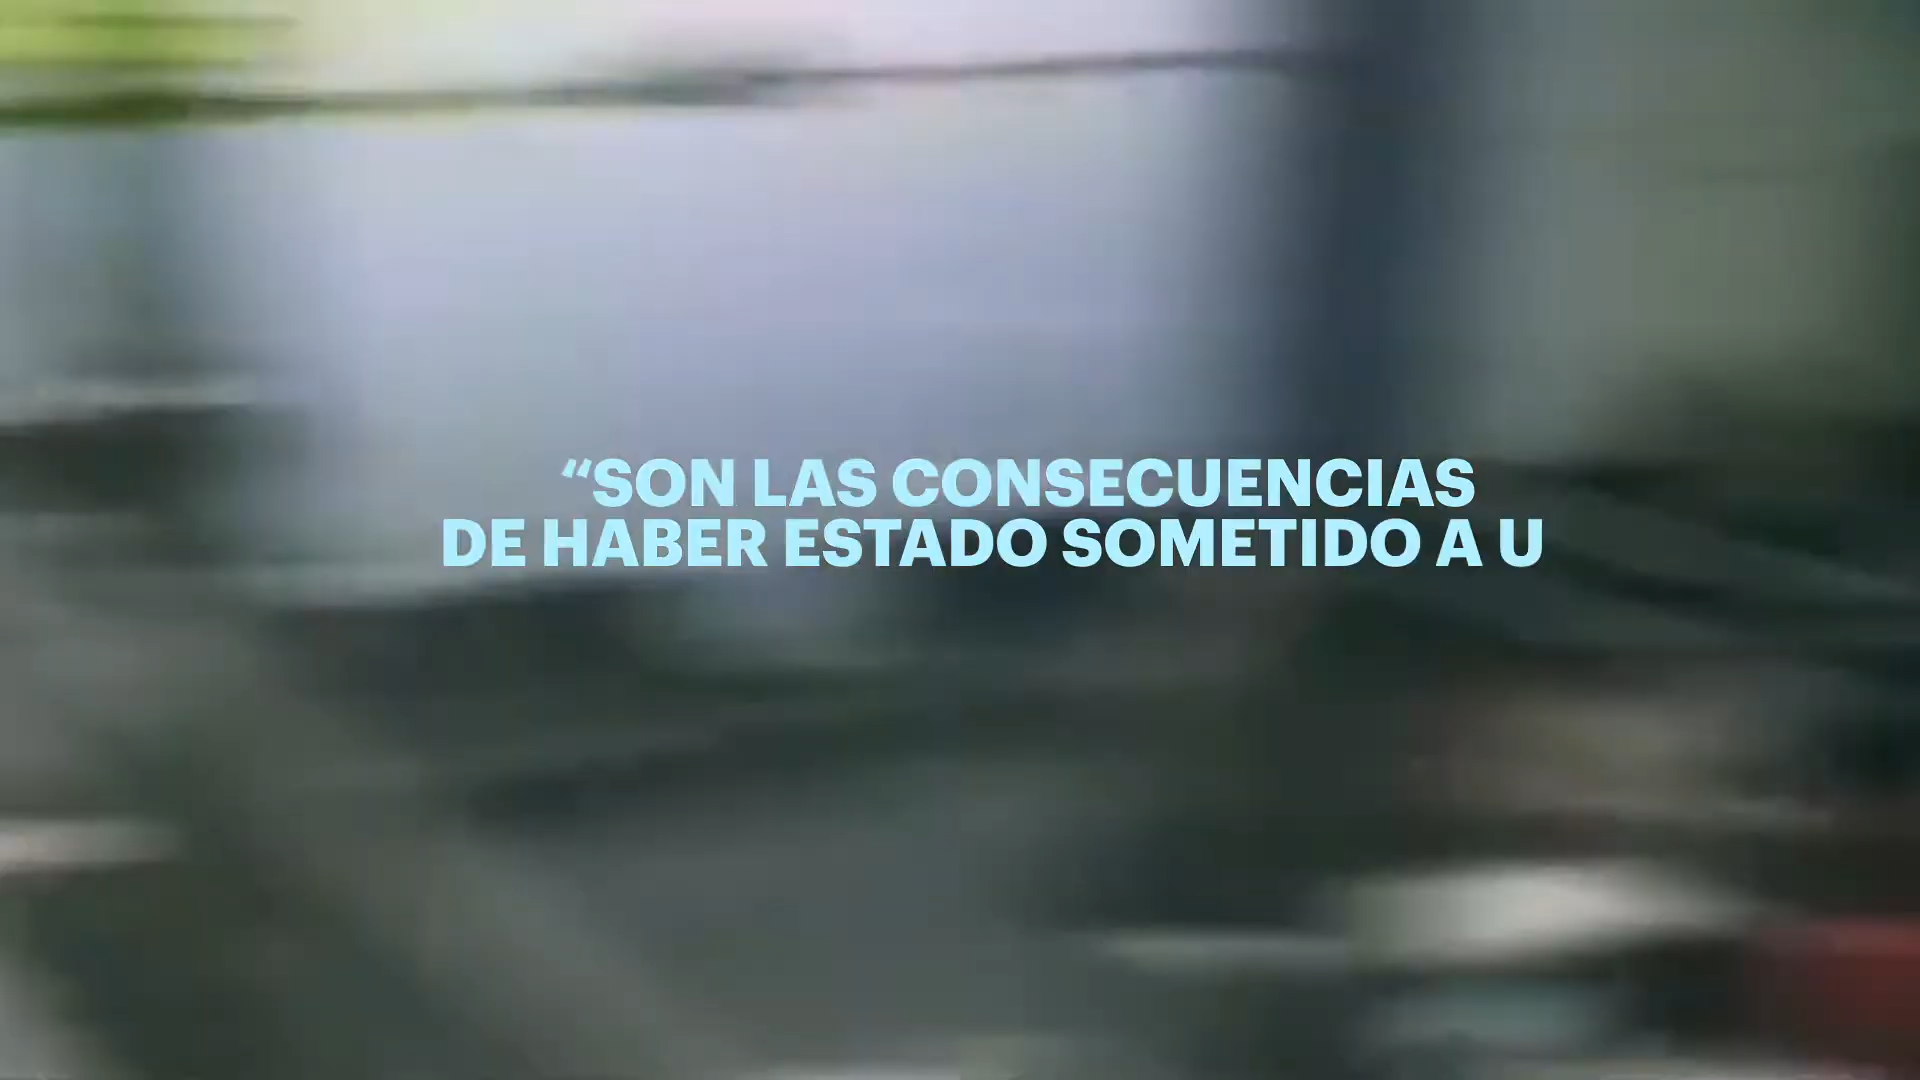 “SON LAS CONSECUENCIAS
DE HABER ESTADO SOMETIDO A U